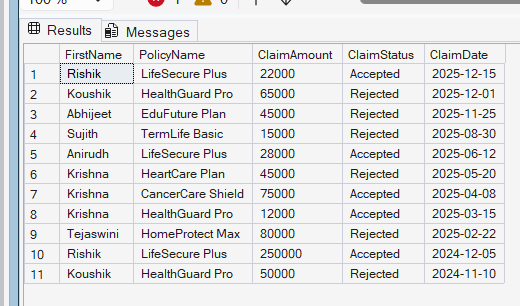 100 % 1 0
Results Messages
FirstName PolicyName ClaimAmount ClaimStatus ClaimDate
1 Rishik LifeSecure Plus 22000 Accepted 2025-12-15
2 Koushik HealthGuard Pro 65000 Rejected 2025-12-01
3 Abhijeet EduFuture Plan 45000 Rejected 2025-11-25
4 Sujith TermLife Basic 15000 Rejected 2025-08-30
5 Anirudh LifeSecure Plus 28000 Accepted 2025-06-12
6 Krishna HeartCare Plan 45000 Rejected 2025-05-20
7 Krishna CancerCare Shield 75000 Accepted 2025-04-08
8 Krishna HealthGuard Pro 12000 Accepted 2025-03-15
9 Tejaswini HomeProtect Max 80000 Rejected 2025-02-22
10 Rishik LifeSecure Plus 250000 Accepted 2024-12-05
11 Koushik HealthGuard Pro 50000 Rejected 2024-11-10